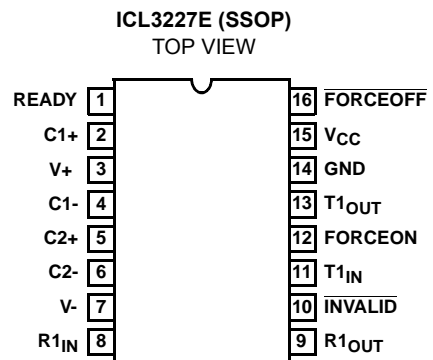 ICL3227E (SSOP)
TOP VIEW
READY 1 16 FORCEOFF
C1+ 2 15 VCC
V+ 3 14 GND
C1- 4 13 T1OUT
C2+ 5 12 FORCEON
C2- 6 11 T1IN
V- 7 10 INVALID
R1IN 8 9 R1OUT